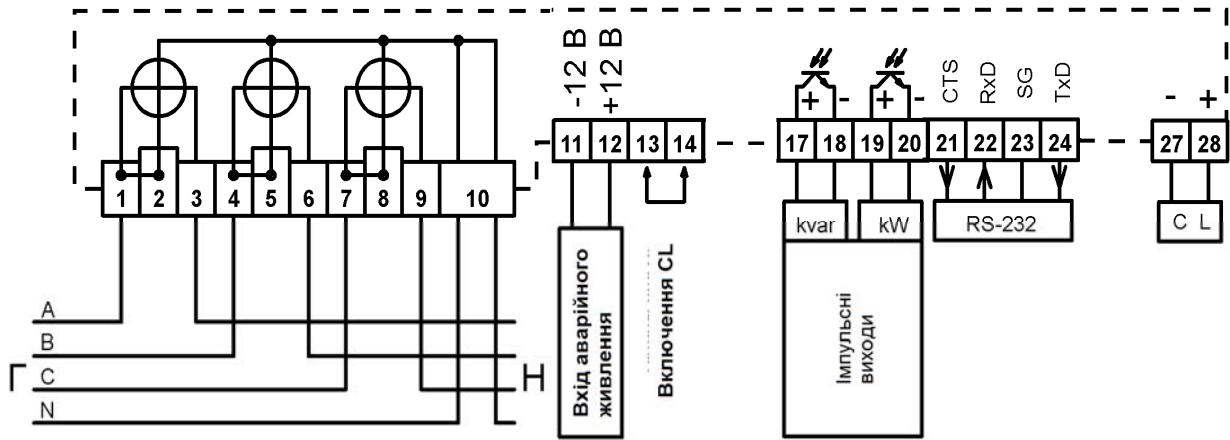 -12 В
+12 В
CTS
RxD
SG
TxD
+
-
+
-
-
+
1
2
3
4
5
6
7
8
9
10
11
12
13
14
17
18
19
20
21
22
23
24
27
28
kvar
kW
RS-232
C L
Вхід аварійного
живлення
Включення CL
Імпульсні
виходи
A
B
C
N
Г
Н